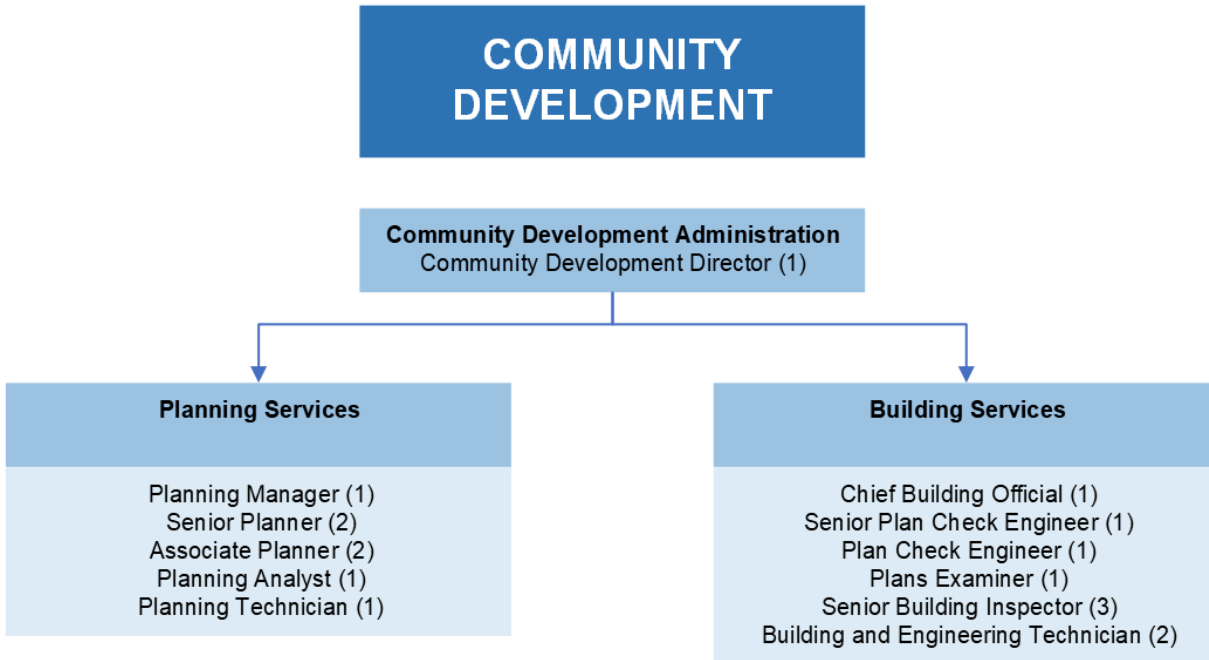 COMMUNITY
DEVELOPMENT
Community Development Administration
Community Development Director (1)
Planning Services
Planning Manager (1)
Senior Planner (2)
Associate Planner (2)
Planning Analyst (1)
Planning Technician (1)
Building Services
Chief Building Official (1)
Senior Plan Check Engineer (1)
Plan Check Engineer (1)
Plans Examiner (1)
Senior Building Inspector (3)
Building and Engineering Technician (2)